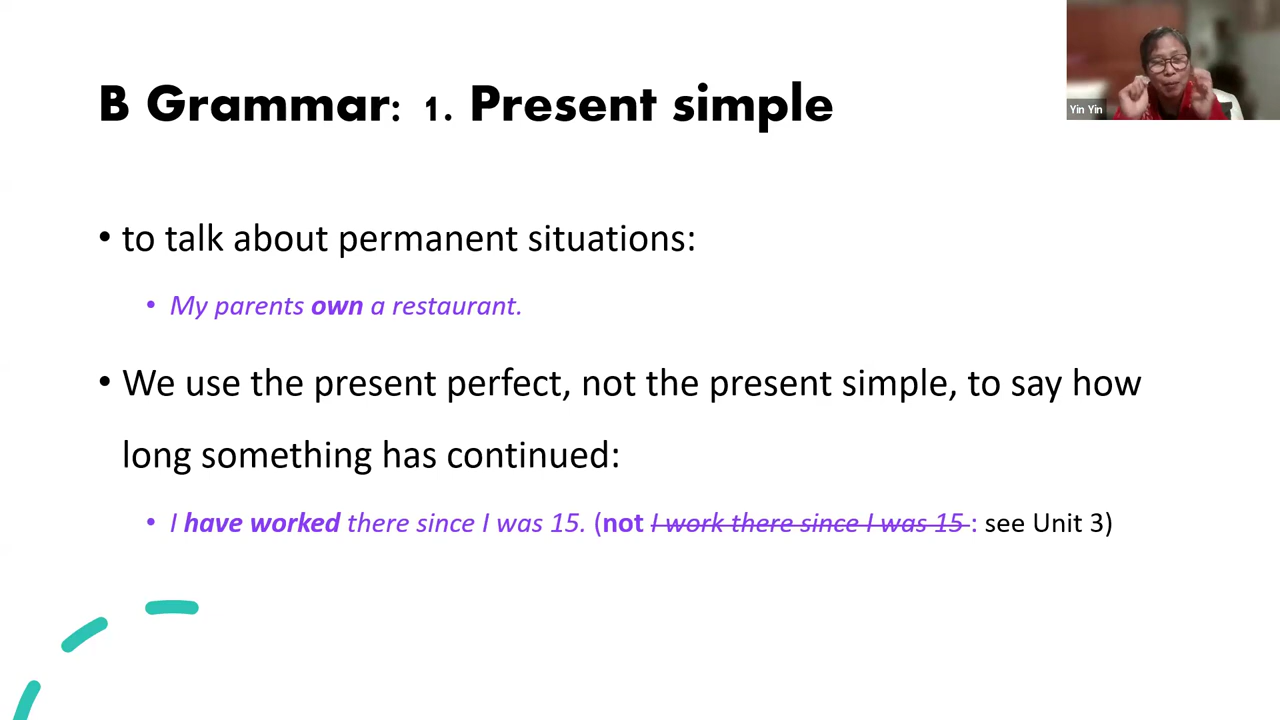 B Grammar: 1. Present simple
Yin Yin
• to talk about permanent situations:
• My parents own a restaurant.
• We use the present perfect, not the present simple, to say how
long something has continued:
• I have worked there since I was 15. (not I work there since I was 15 : see Unit 3)